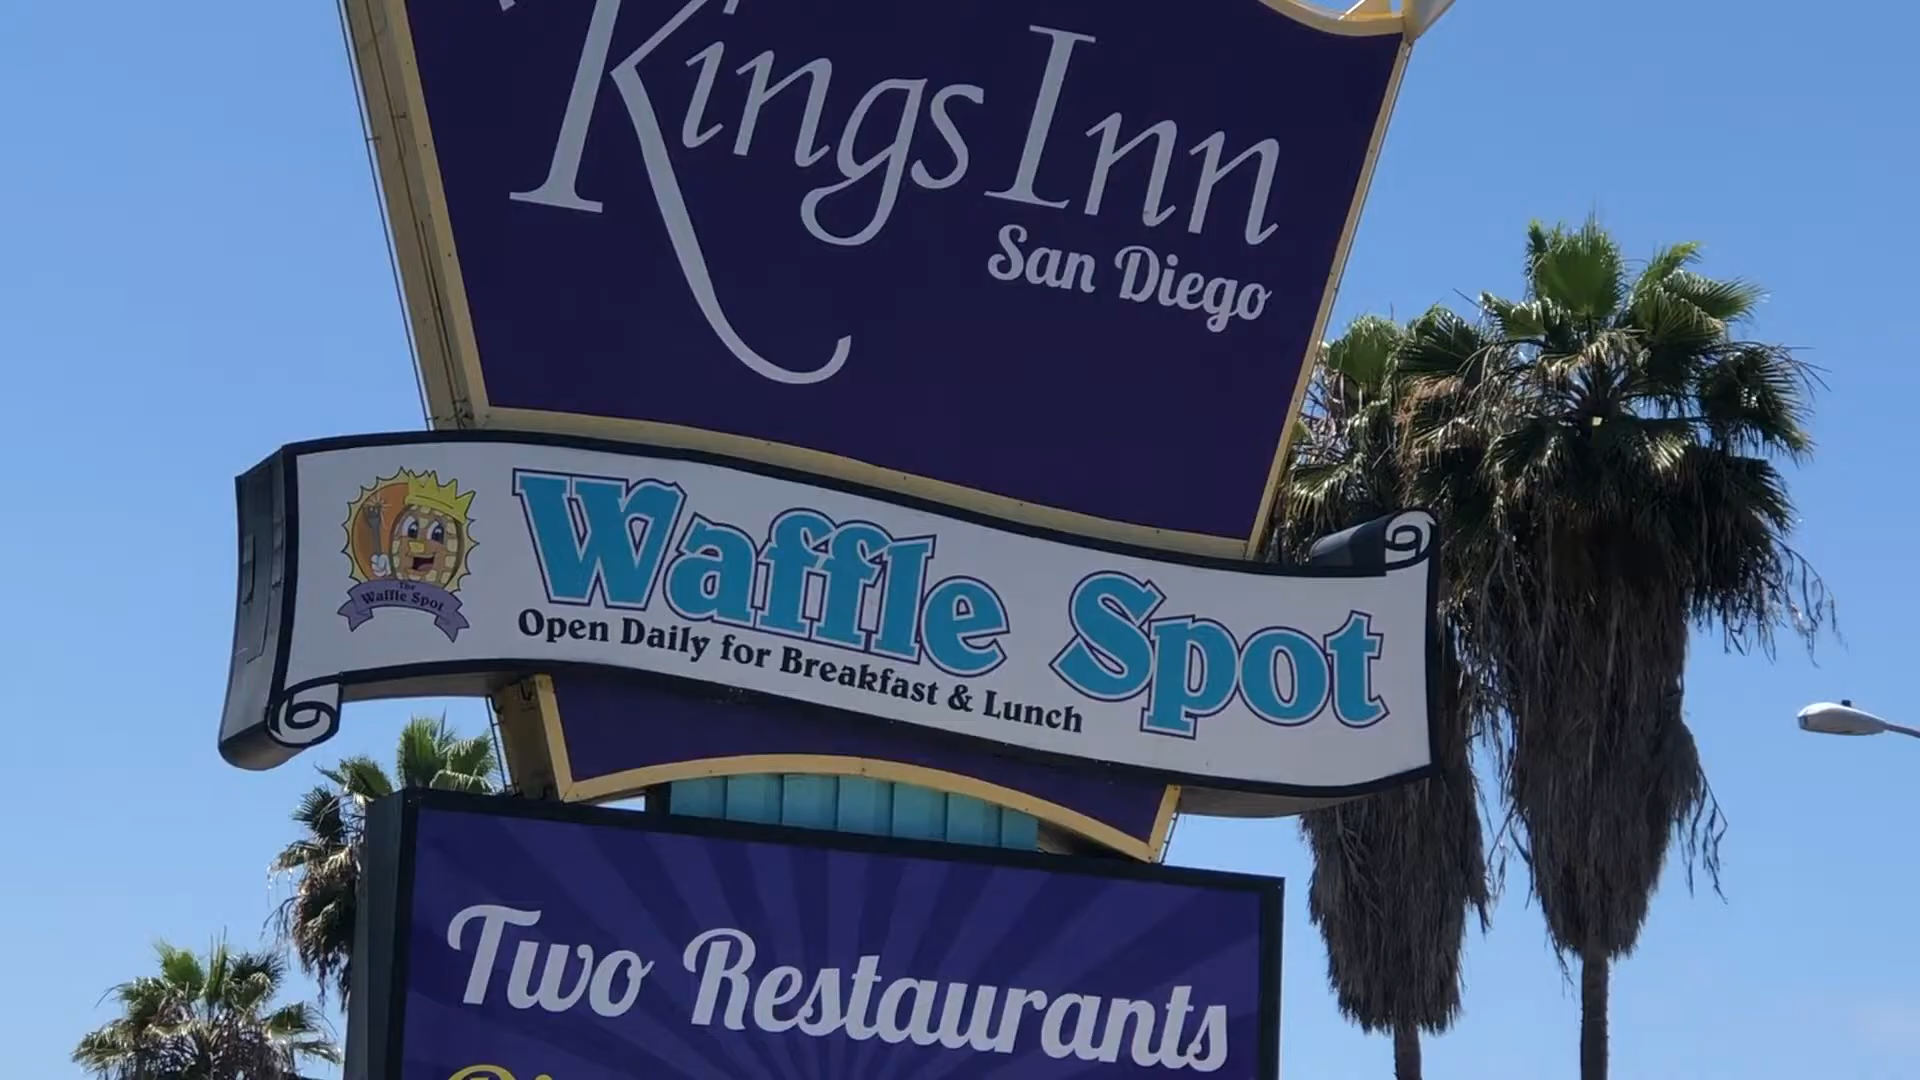 Kings Inn
San Diego
The
Waffle Spot
Waffle Spot
Open Daily for Breakfast & Lunch
Two Restaurants